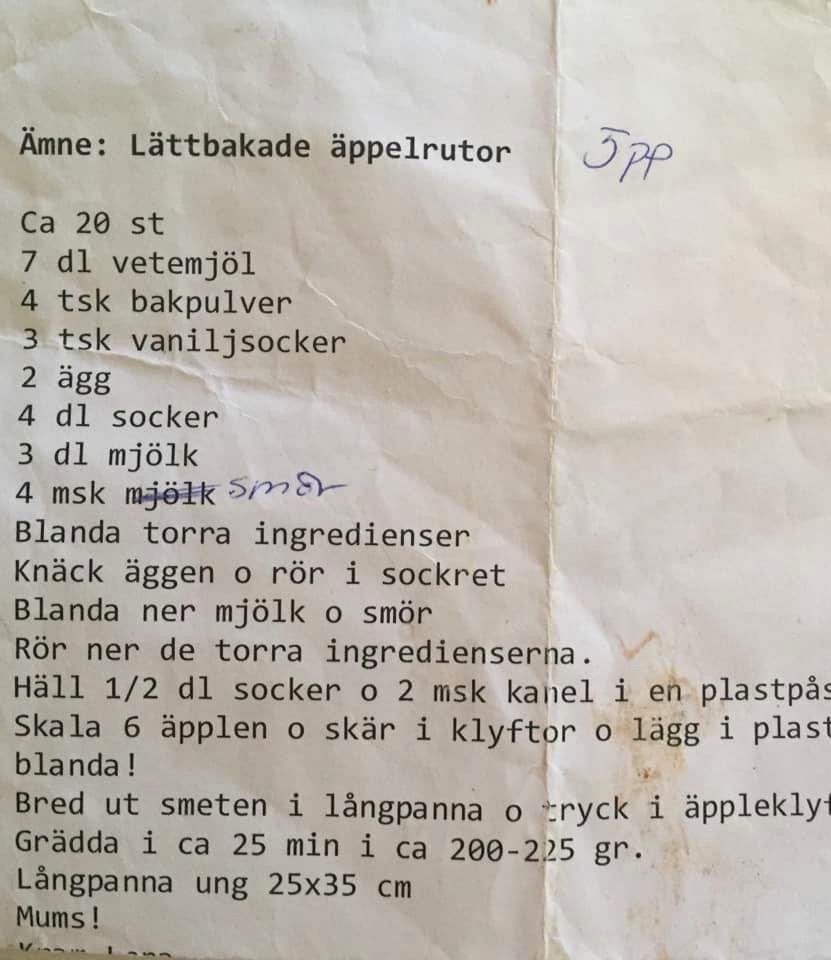 Ämne: Lättbakade äppelrutor 5pp
Ca 20 st
7 dl vetemjöl
4 tsk bakpulver
3 tsk vaniljsocker
2 ägg
4 dl socker
3 dl mjölk
4 msk mjölk smör
Blanda torra ingredienser
Knäck äggen o rör i sockret
Blanda ner mjölk o smör
Rör ner de torra ingredienserna.
Häll 1/2 dl socker o 2 msk kanel i en plastpås
Skala 6 äpplen o skär i klyftor o lägg i plast
blanda!
Bred ut smeten i långpanna o tryck i äppleklyf
Grädda i ca 25 min i ca 200-225 gr.
Långpanna ung 25x35 cm
Mums!